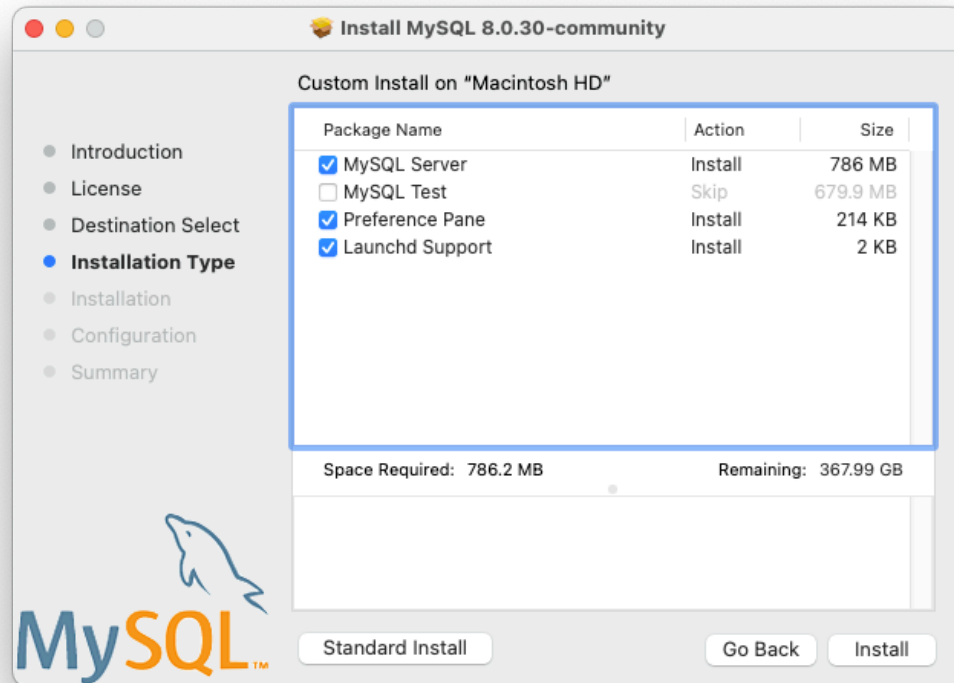 Install MySQL 8.0.30-community
Custom Install on “Macintosh HD”
Introduction
License
Destination Select
Installation Type
Installation
Configuration
Summary
Package Name Action Size
MySQL Server Install 786 MB
MySQL Test Skip 679.9 MB
Preference Pane Install 214 KB
Launchd Support Install 2 KB
Space Required: 786.2 MB Remaining: 367.99 GB
MySQL™
Standard Install Go Back Install